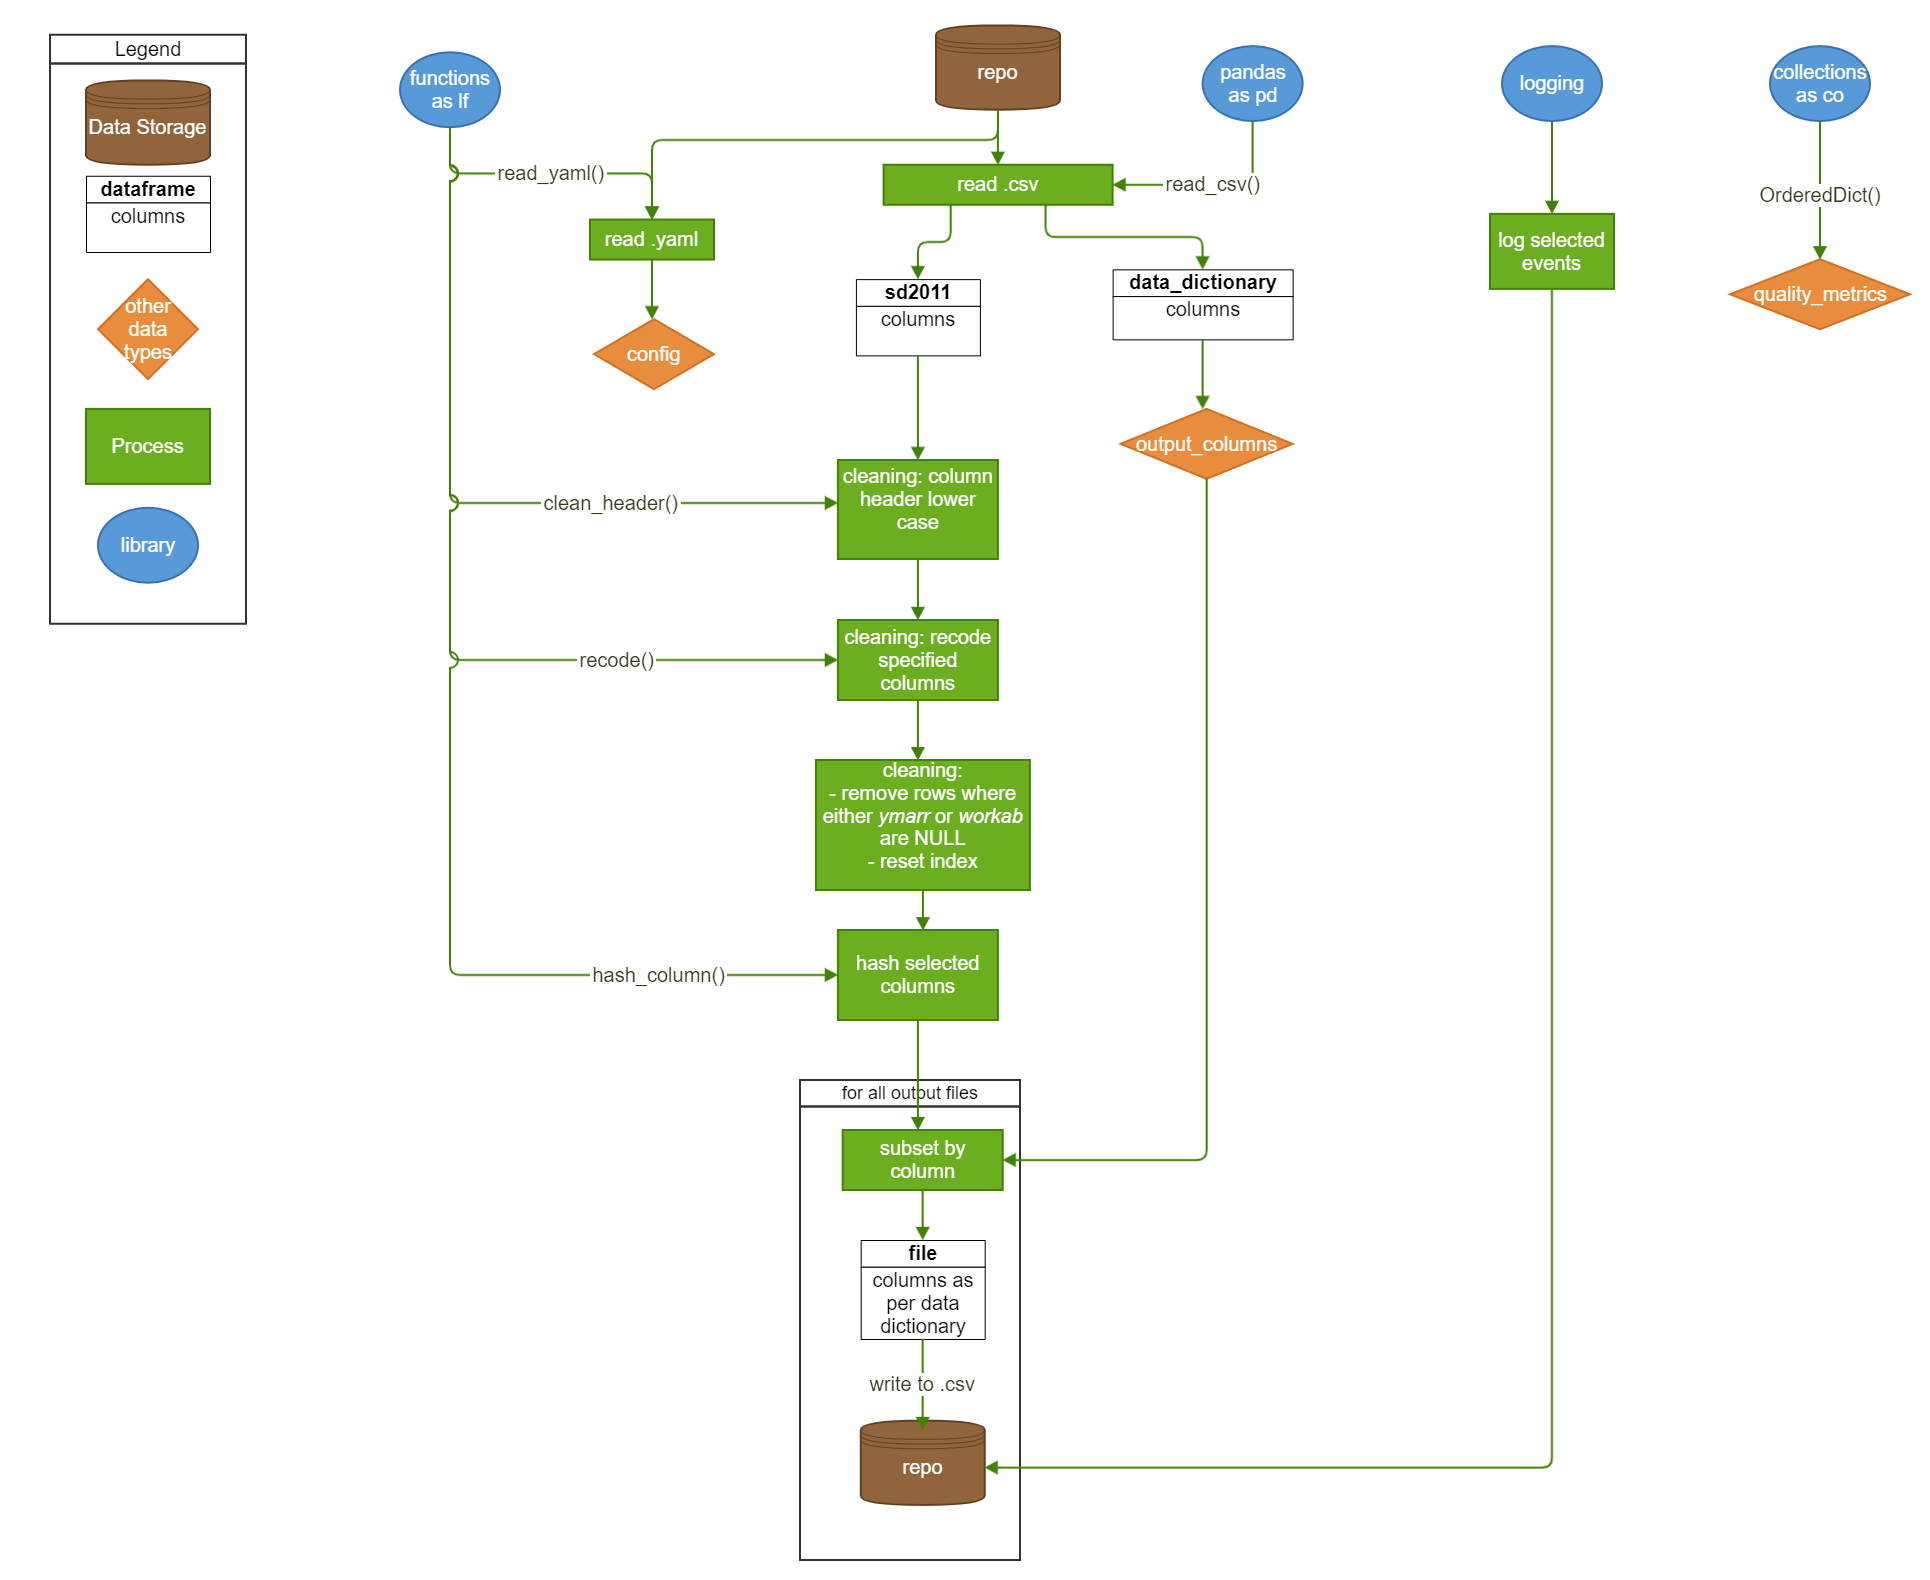 Legend
Data Storage
dataframe
columns
other
data
types
Process
library
functions
as lf
repo
pandas
as pd
logging
collections
as co
read_yaml()
read .csv
read_csv()
OrderedDict()
read .yaml
log selected
events
sd2011
columns
data_dictionary
columns
quality_metrics
config
output_columns
clean_header()
cleaning: column
header lower
case
recode()
cleaning: recode
specified
columns
cleaning:
- remove rows where
either ymarr or workab
are NULL
- reset index
hash_column()
hash selected
columns
for all output files
subset by
column
file
columns as
per data
dictionary
write to .csv
repo